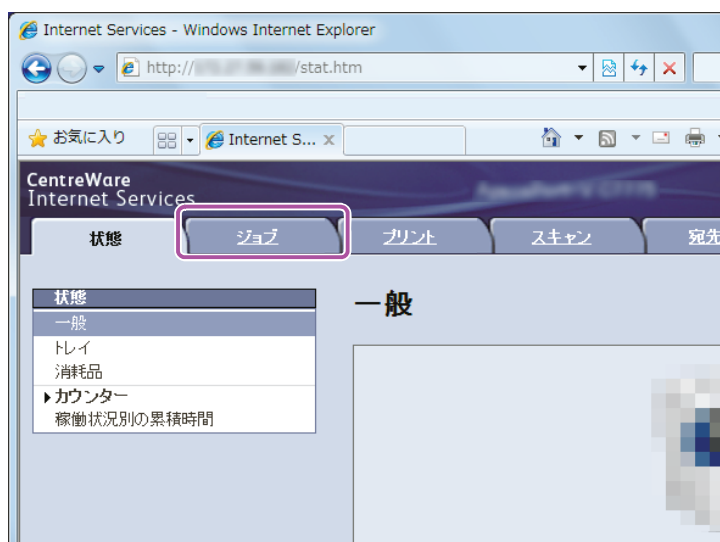 Internet Services - Windows Internet Explorer
http:// /stat.htm
お気に入り Internet S...
CentreWare
Internet Services
状態 ジョブ プリント スキャン 宛先
状態
一般
トレイ
消耗品
カウンター
稼働状況別の累積時間
一般